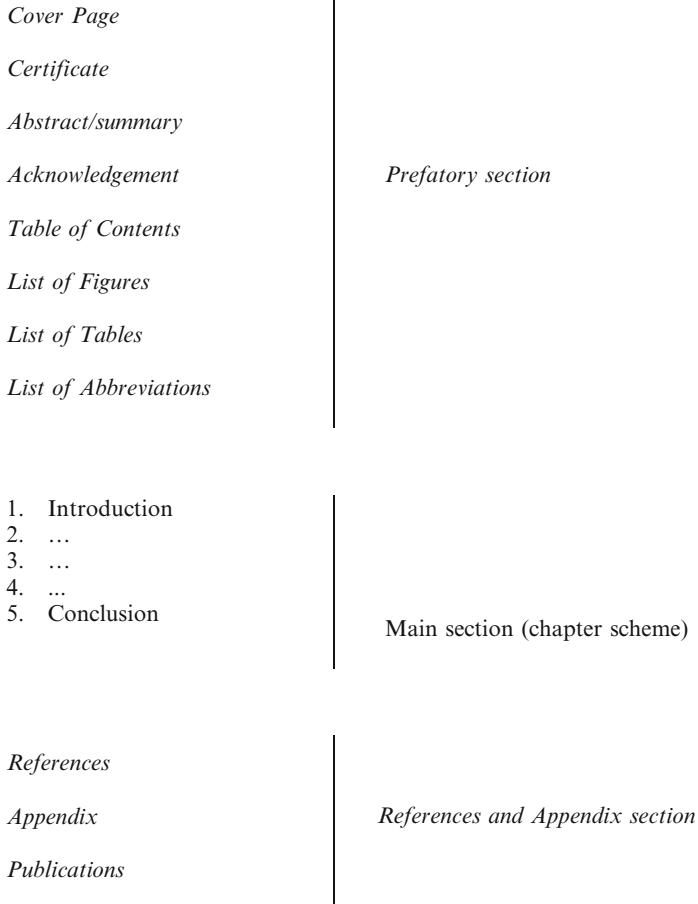 Cover Page
Certificate
Abstract/summary
Acknowledgement
Prefatory section
Table of Contents
List of Figures
List of Tables
List of Abbreviations
1. Introduction
2. …
3. …
4. ...
5. Conclusion
Main section (chapter scheme)
References
Appendix
References and Appendix section
Publications